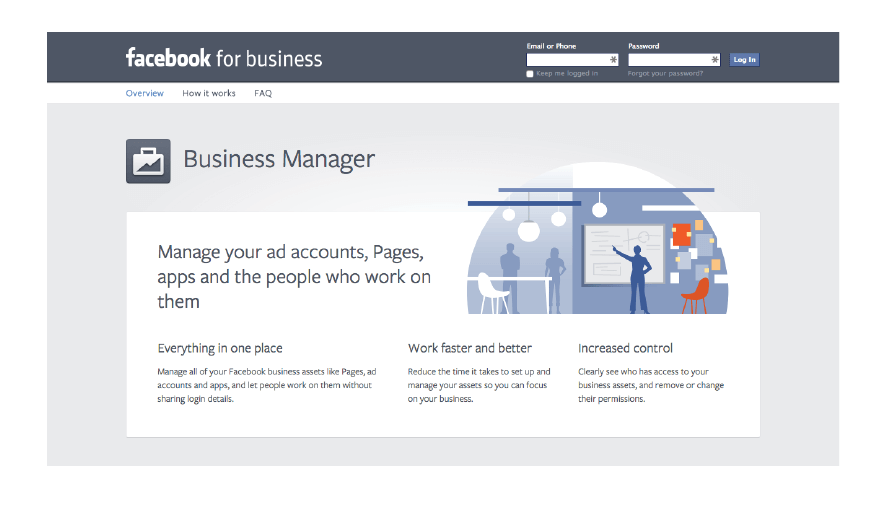 facebook for business
Email or Phone
Password
Log In
Keep me logged in
Forgot your password?
Overview How it works FAQ
Business Manager
Manage your ad accounts, Pages,
apps and the people who work on
them
Everything in one place
Manage all of your Facebook business assets like Pages, ad
accounts and apps, and let people work on them without
sharing login details.
Work faster and better
Reduce the time it takes to set up and
manage your assets so you can focus
on your business.
Increased control
Clearly see who has access to your
business assets, and remove or change
their permissions.